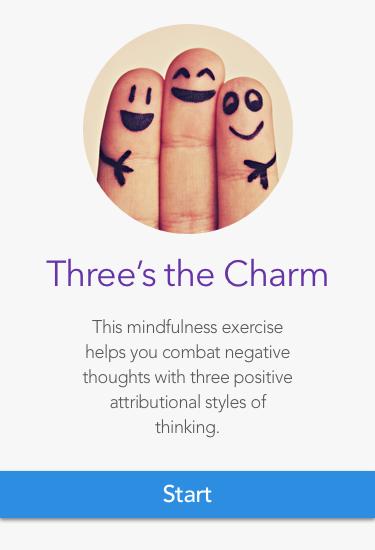 Three's the Charm
This mindfulness exercise
helps you combat negative
thoughts with three positive
attributional styles of
thinking.
Start